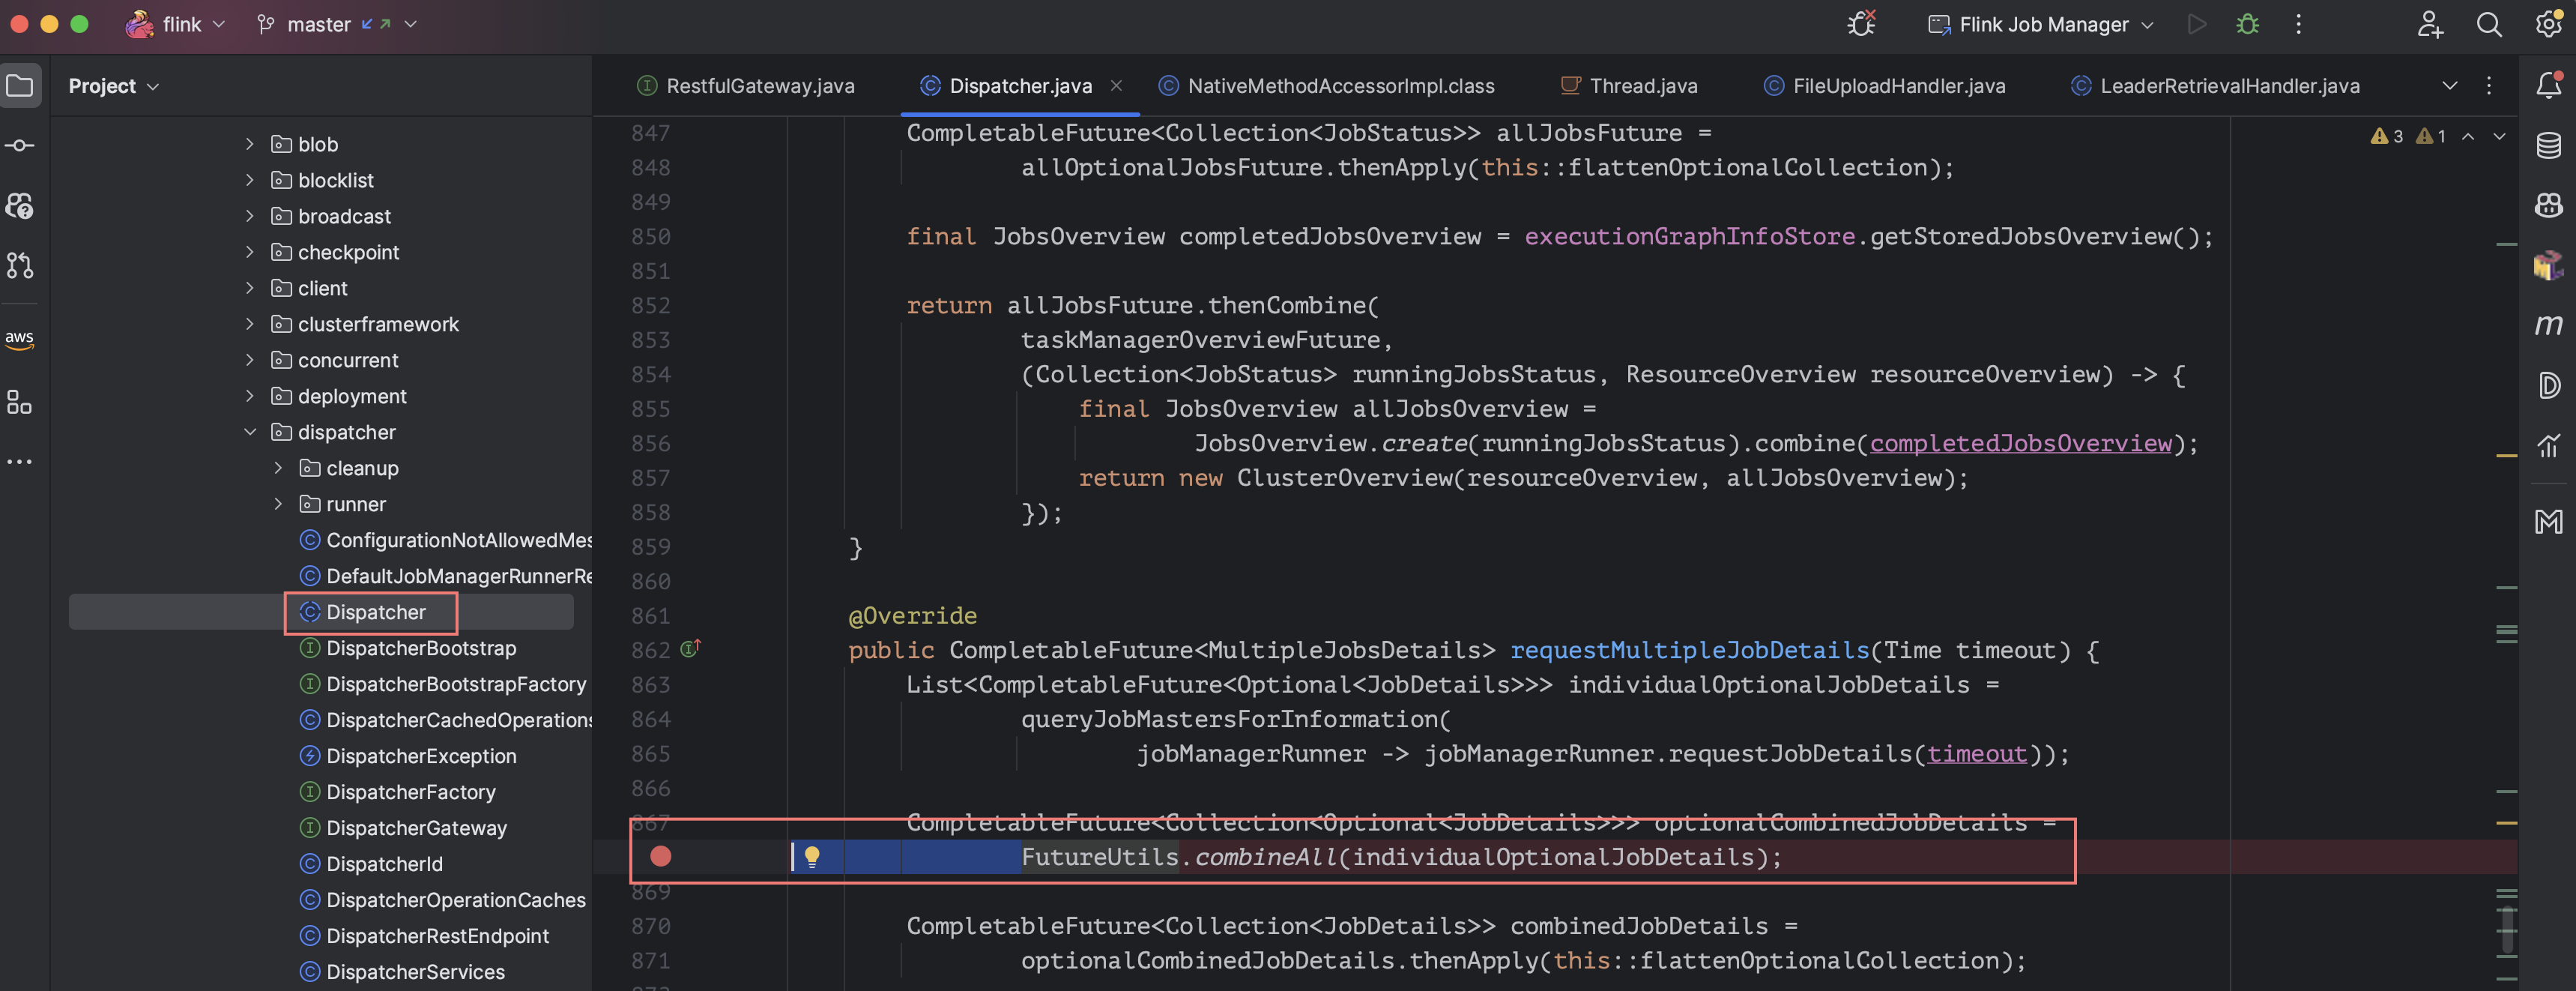 flink master Flink Job Manager
Project
RestfulGateway.java Dispatcher.java NativeMethodAccessorImpl.class Thread.java FileUploadHandler.java LeaderRetrievalHandler.java
3 1
aws
blob
blocklist
broadcast
checkpoint
client
clusterframework
concurrent
deployment
dispatcher
cleanup
runner
ConfigurationNotAllowedMes
DefaultJobManagerRunnerRe
Dispatcher
DispatcherBootstrap
DispatcherBootstrapFactory
DispatcherCachedOperations
DispatcherException
DispatcherFactory
DispatcherGateway
DispatcherId
DispatcherOperationCaches
DispatcherRestEndpoint
DispatcherServices
847 CompletableFuture<Collection<JobStatus>> allJobsFuture =
848 allOptionalJobsFuture.thenApply(this::flattenOptionalCollection);
849
850 final JobsOverview completedJobsOverview = executionGraphInfoStore.getStoredJobsOverview();
851
852 return allJobsFuture.thenCombine(
853 taskManagerOverviewFuture,
854 (Collection<JobStatus> runningJobsStatus, ResourceOverview resourceOverview) -> {
855 final JobsOverview allJobsOverview =
856 JobsOverview.create(runningJobsStatus).combine(completedJobsOverview);
857 return new ClusterOverview(resourceOverview, allJobsOverview);
858 });
859 }
860
861 @Override
862 public CompletableFuture<MultipleJobsDetails> requestMultipleJobDetails(Time timeout) {
863 List<CompletableFuture<Optional<JobDetails>>> individualOptionalJobDetails =
864 queryJobMastersForInformation(
865 jobManagerRunner -> jobManagerRunner.requestJobDetails(timeout));
866
867 CompletableFuture<Collection<Optional<JobDetails>>> optionalCombinedJobDetails =
FutureUtils.combineAll(individualOptionalJobDetails);
869
870 CompletableFuture<Collection<JobDetails>> combinedJobDetails =
871 optionalCombinedJobDetails.thenApply(this::flattenOptionalCollection);